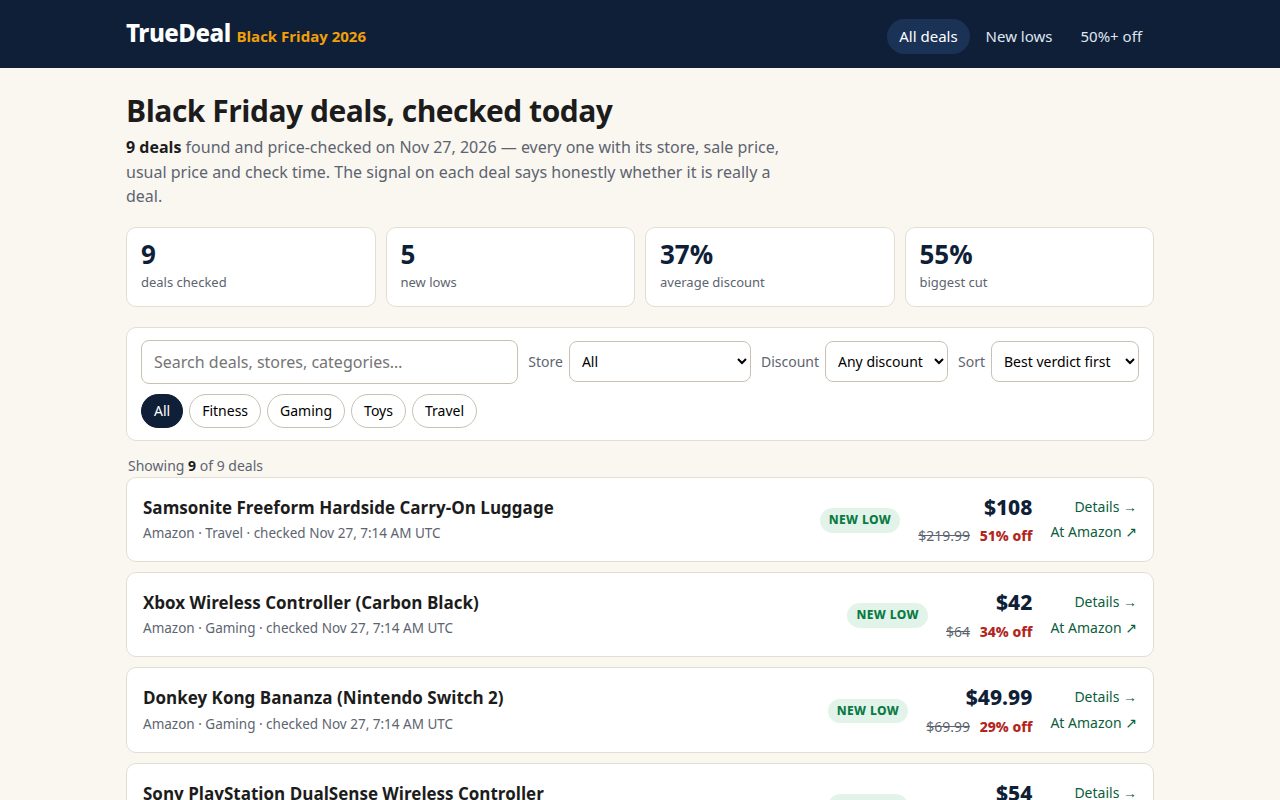 TrueDeal Black Friday 2026
All deals
New lows
50%+ off
Black Friday deals, checked today
9 deals found and price-checked on Nov 27, 2026 — every one with its store, sale price,
usual price and check time. The signal on each deal says honestly whether it is really a
deal.
9
deals checked
5
new lows
37%
average discount
55%
biggest cut
Search deals, stores, categories...
Store
All
Discount
Any discount
Sort
Best verdict first
All
Fitness
Gaming
Toys
Travel
Showing 9 of 9 deals
Samsonite Freeform Hardside Carry-On Luggage
Amazon · Travel · checked Nov 27, 7:14 AM UTC
NEW LOW
$108
$219.99 51% off
Details →
At Amazon ↗
Xbox Wireless Controller (Carbon Black)
Amazon · Gaming · checked Nov 27, 7:14 AM UTC
NEW LOW
$42
$64 34% off
Details →
At Amazon ↗
Donkey Kong Bananza (Nintendo Switch 2)
Amazon · Gaming · checked Nov 27, 7:14 AM UTC
NEW LOW
$49.99
$69.99 29% off
Details →
At Amazon ↗
Sony PlayStation DualSense Wireless Controller
$54
Details →